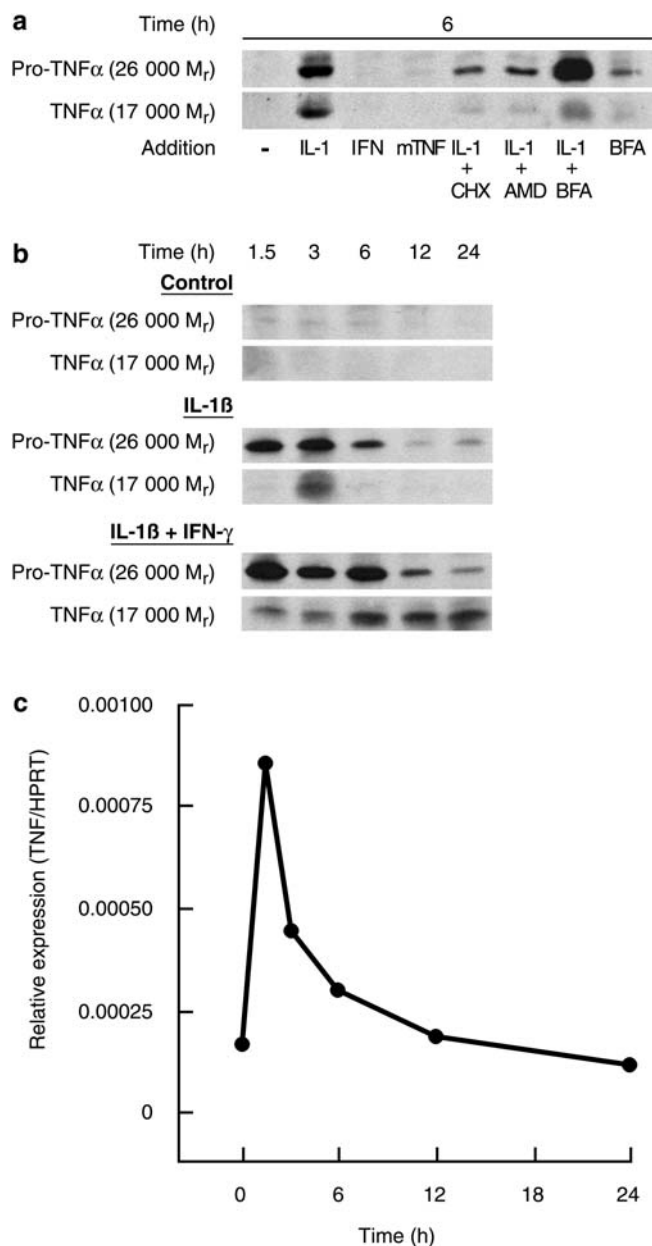 a
Time (h) 6
Pro-TNFα (26 000 Mr)
TNFα (17 000 Mr)
Addition - IL-1 IFN mTNF IL-1 IL-1 IL-1 BFA
+ + +
CHX AMD BFA
b
Time (h) 1.5 3 6 12 24
Control
Pro-TNFα (26 000 Mr)
TNFα (17 000 Mr)
IL-1ß
Pro-TNFα (26 000 Mr)
TNFα (17 000 Mr)
IL-1ß + IFN-γ
Pro-TNFα (26 000 Mr)
TNFα (17 000 Mr)
c
Relative expression (TNF/HPRT)
0.00100
0.00075
0.00050
0.00025
0
0 6 12 18 24
Time (h)